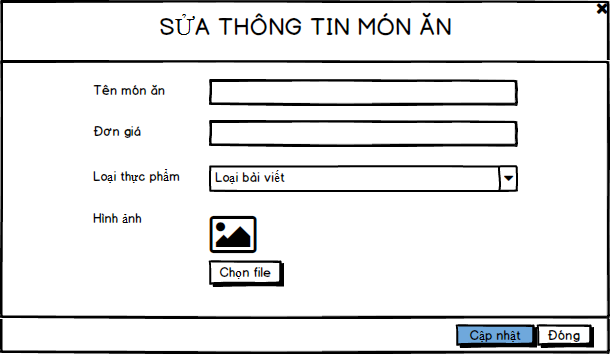 SỬA THÔNG TIN MÓN ĂN
Tên món ăn
Đơn giá
Loại thực phẩm
Loại bài viết
Hình ảnh
Chọn file
Cập nhật
Đóng